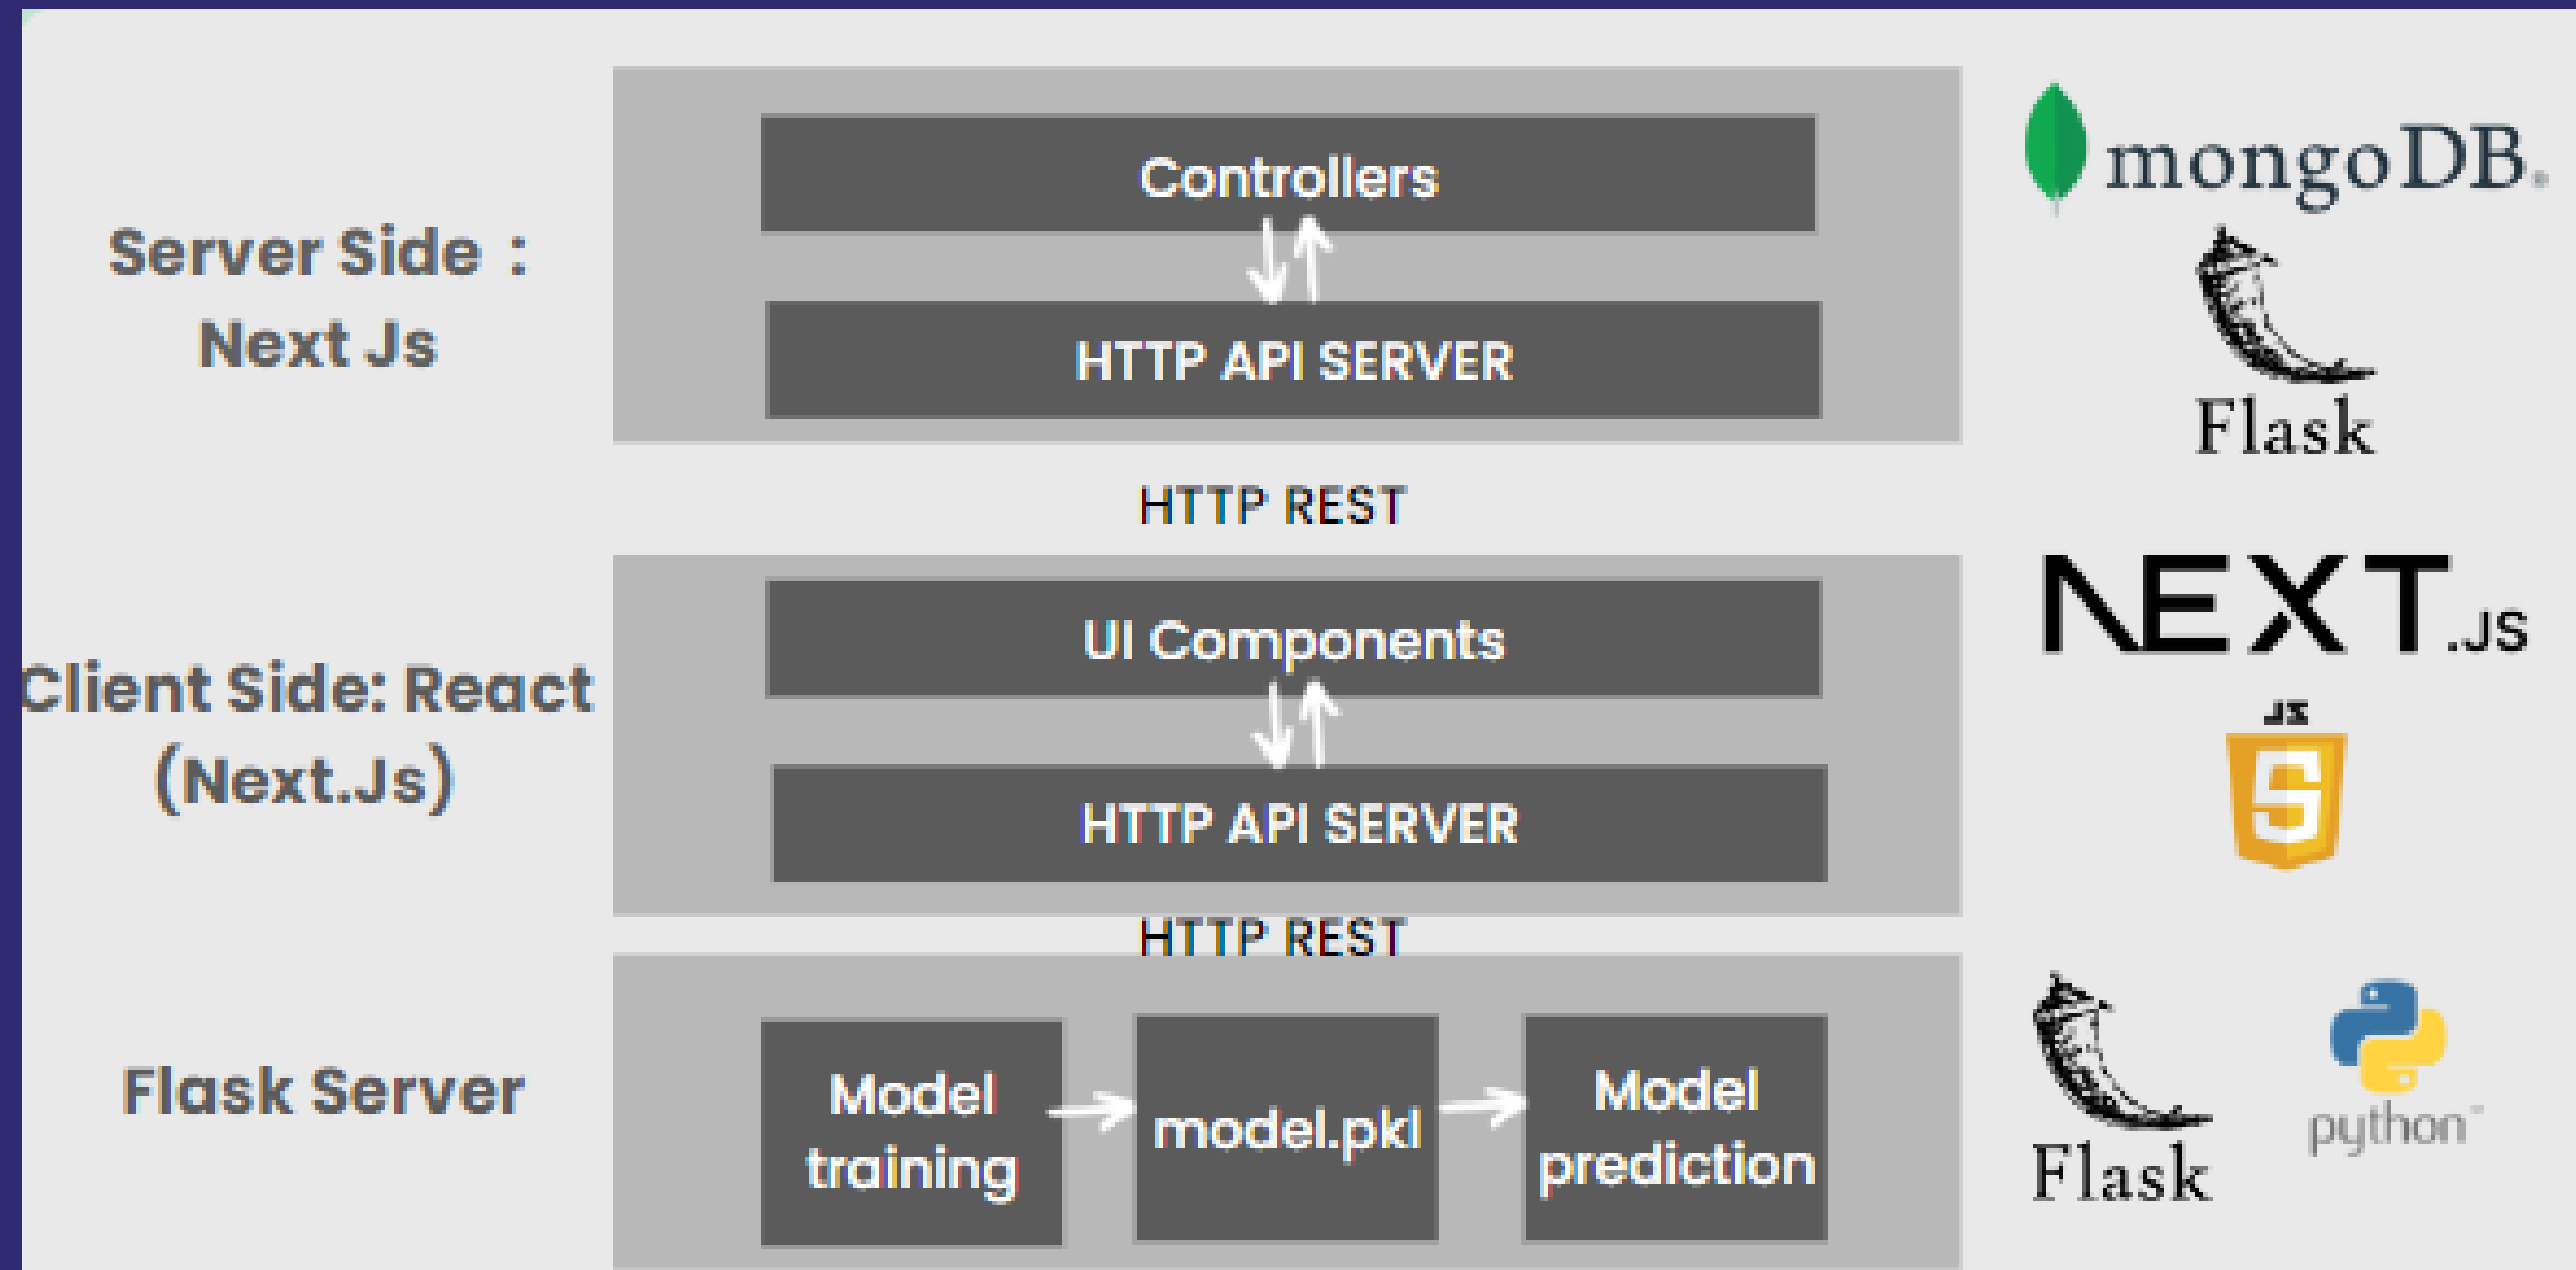 Controllers
mongoDB.
Server Side :
Next Js
HTTP API SERVER
Flask
HTTP REST
UI Components
NEXT.JS
Client Side: React
(Next.Js)
JS
HTTP API SERVER
HTTP REST
Flask Server
Model
training
model.pkl
Model
prediction
Flask
python